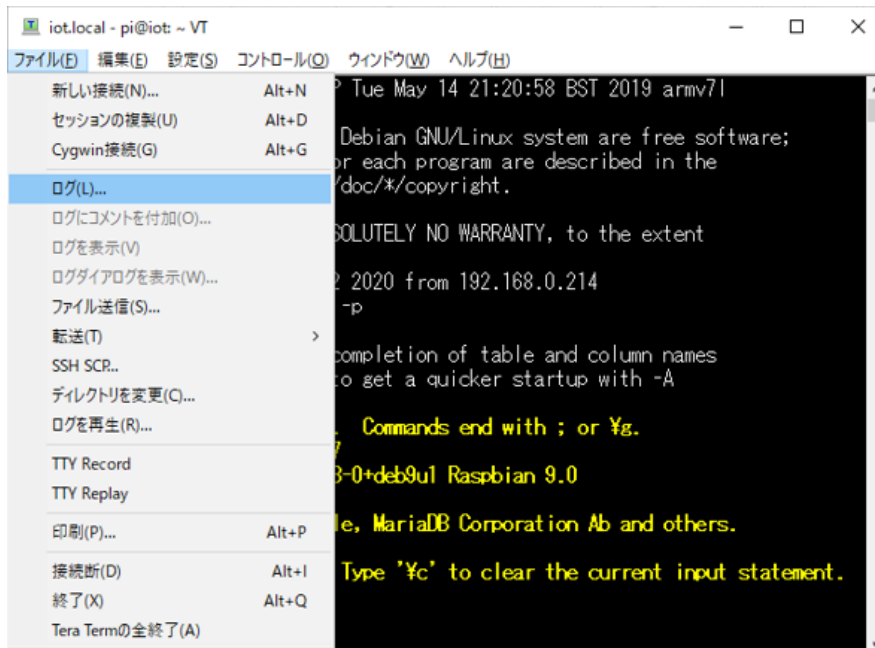 iot.local - pi@iot: ~ VT
ファイル(F) 編集(E) 設定(S) コントロール(O) ウィンドウ(W) ヘルプ(H)
新しい接続(N)... Alt+N
セッションの複製(U) Alt+D
Cygwin接続(G) Alt+G
ログ(L)...
ログにコメントを付加(O)...
ログを表示(V)
ログダイアログを表示(W)...
ファイル送信(S)...
転送(T) >
SSH SCP...
ディレクトリを変更(C)...
ログを再生(R)...
TTY Record
TTY Replay
印刷(P)... Alt+P
接続断(D) Alt+I
終了(X) Alt+Q
Tera Termの全終了(A)
Tue May 14 21:20:58 BST 2019 armv7l
Debian GNU/Linux system are free software;
or each program are described in the
/doc/*/copyright.
SOLUTELY NO WARRANTY, to the extent
2020 from 192.168.0.214
-p
completion of table and column names
to get a quicker startup with -A
Commands end with ; or ¥g.
7
3-0+deb9u1 Raspbian 9.0
le, MariaDB Corporation Ab and others.
Type '¥c' to clear the current input statement.